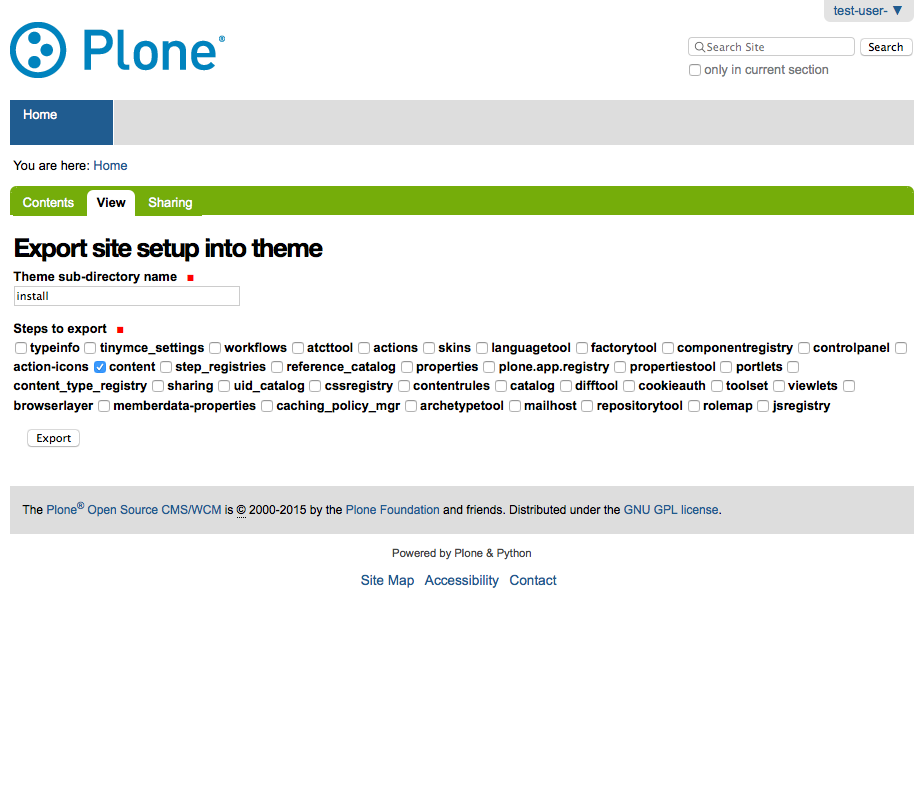 test-user- ▼
Plone®
Search Site
Search
only in current section
Home
You are here: Home
Contents View Sharing
Export site setup into theme
Theme sub-directory name
install
Steps to export
typeinfo tinymce_settings workflows atcttool actions skins languagetool factorytool componentregistry controlpanel
action-icons content step_registries reference_catalog properties plone.app.registry propertiestool portlets
content_type_registry sharing uid_catalog cssregistry contentrules catalog difftool cookieauth toolset viewlets
browserlayer memberdata-properties caching_policy_mgr archetypetool mailhost repositorytool rolemap jsregistry
Export
The Plone® Open Source CMS/WCM is © 2000-2015 by the Plone Foundation and friends. Distributed under the GNU GPL license.
Powered by Plone & Python
Site Map Accessibility Contact